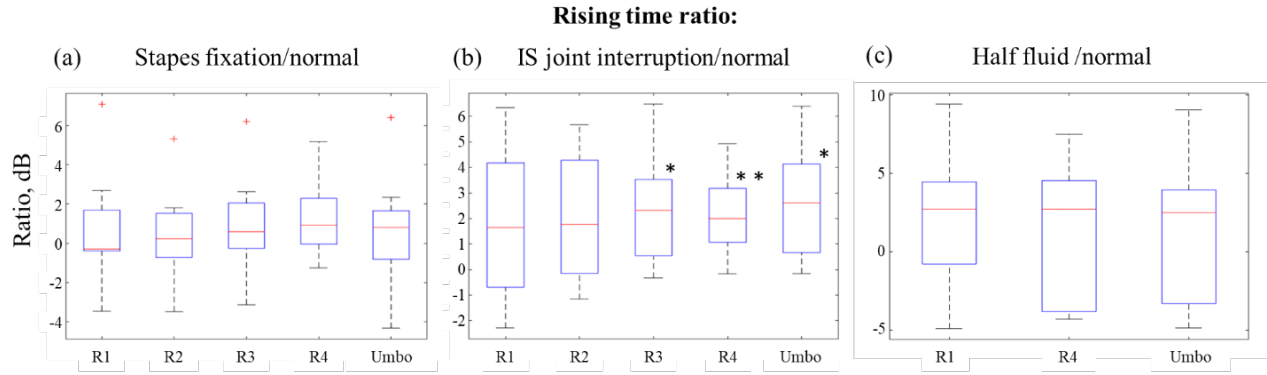 Rising time ratio:
(a) Stapes fixation/normal
(b) IS joint interruption/normal
(c) Half fluid /normal
Ratio, dB
6
4
2
0
-2
-4
R1 R2 R3 R4 Umbo
6
5
4
3
2
1
0
-1
-2
* * * *
R1 R2 R3 R4 Umbo
10
5
0
-5
R1 R4 Umbo